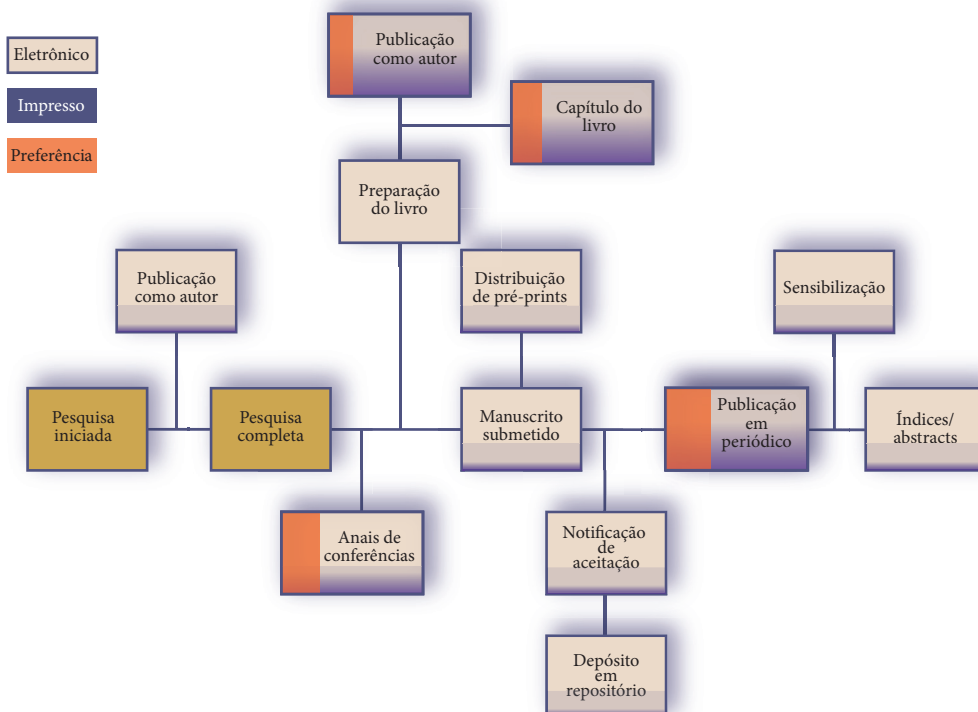 Eletrônico
Impresso
Preferência
Publicação
como autor
Capítulo do
livro
Preparação
do livro
Publicação
como autor
Distribuição
de pré-prints
Sensibilização
Pesquisa
iniciada
Pesquisa
completa
Manuscrito
submetido
Publicação
em
periódico
Índices/
abstracts
Anais de
conferências
Notificação
de
aceitação
Depósito
em
repositório